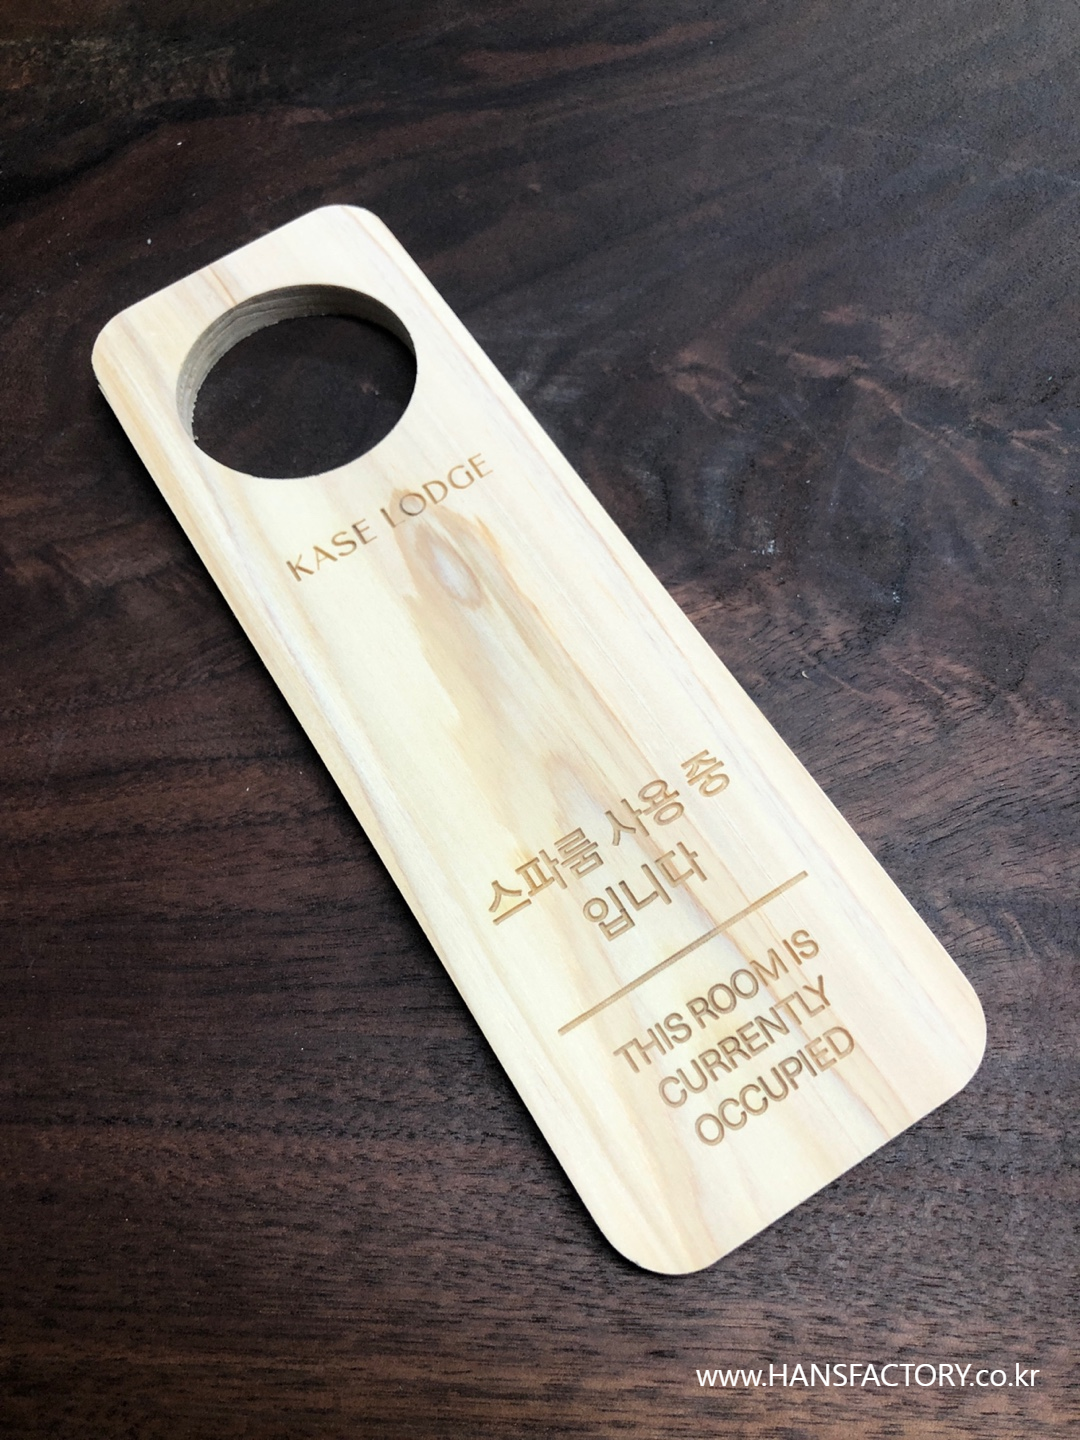 KASE LODGE
스파룸 사용 중
입니다
THIS ROOM IS
CURRENTLY
OCCUPIED
www.HANSFACTORY.co.kr